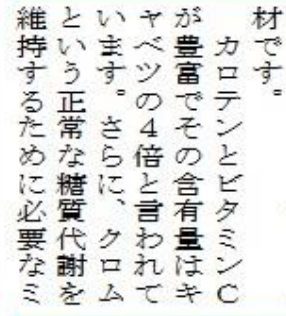 材です。
　カロテンとビタミンC
が豊富でその含有量はキ
ャベツの4倍と言われて
います。さらに、クロム
という正常な糖質代謝を
維持するために必要なミ